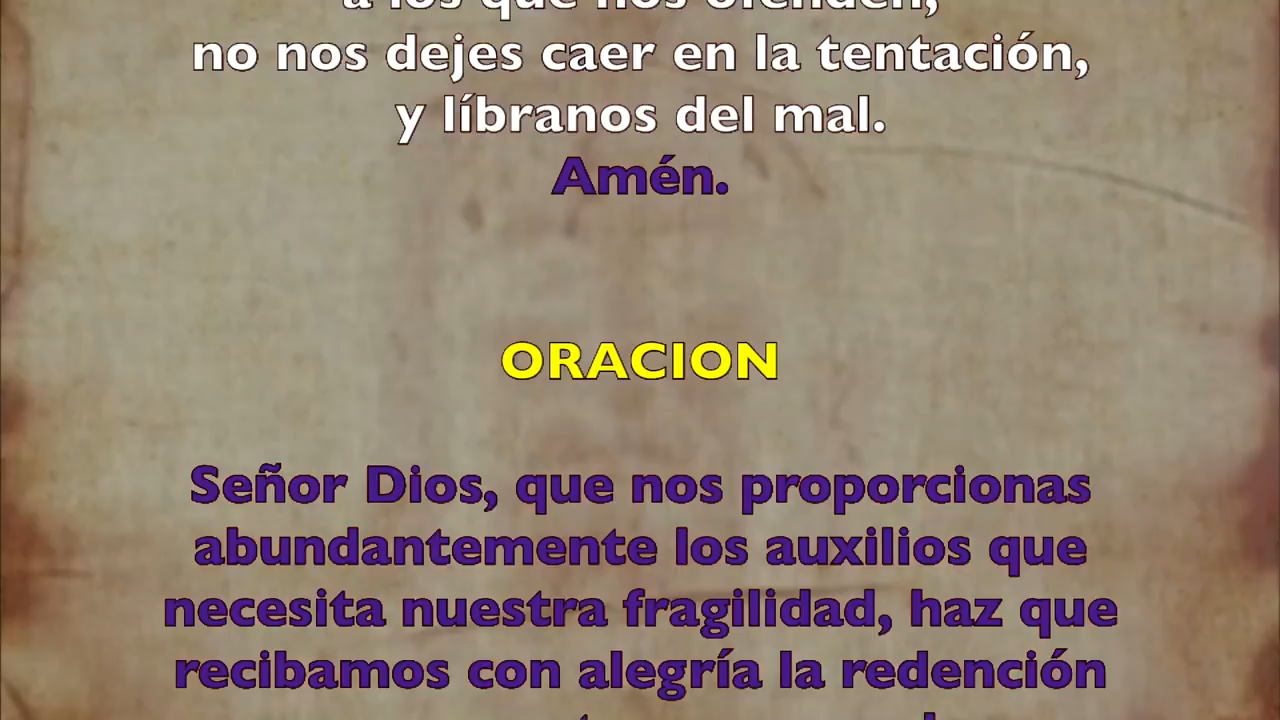 a los que nos ofenden,
no nos dejes caer en la tentación,
y líbranos del mal.
Amén.
ORACION
Señor Dios, que nos proporcionas
abundantemente los auxilios que
necesita nuestra fragilidad, haz que
recibamos con alegría la redención